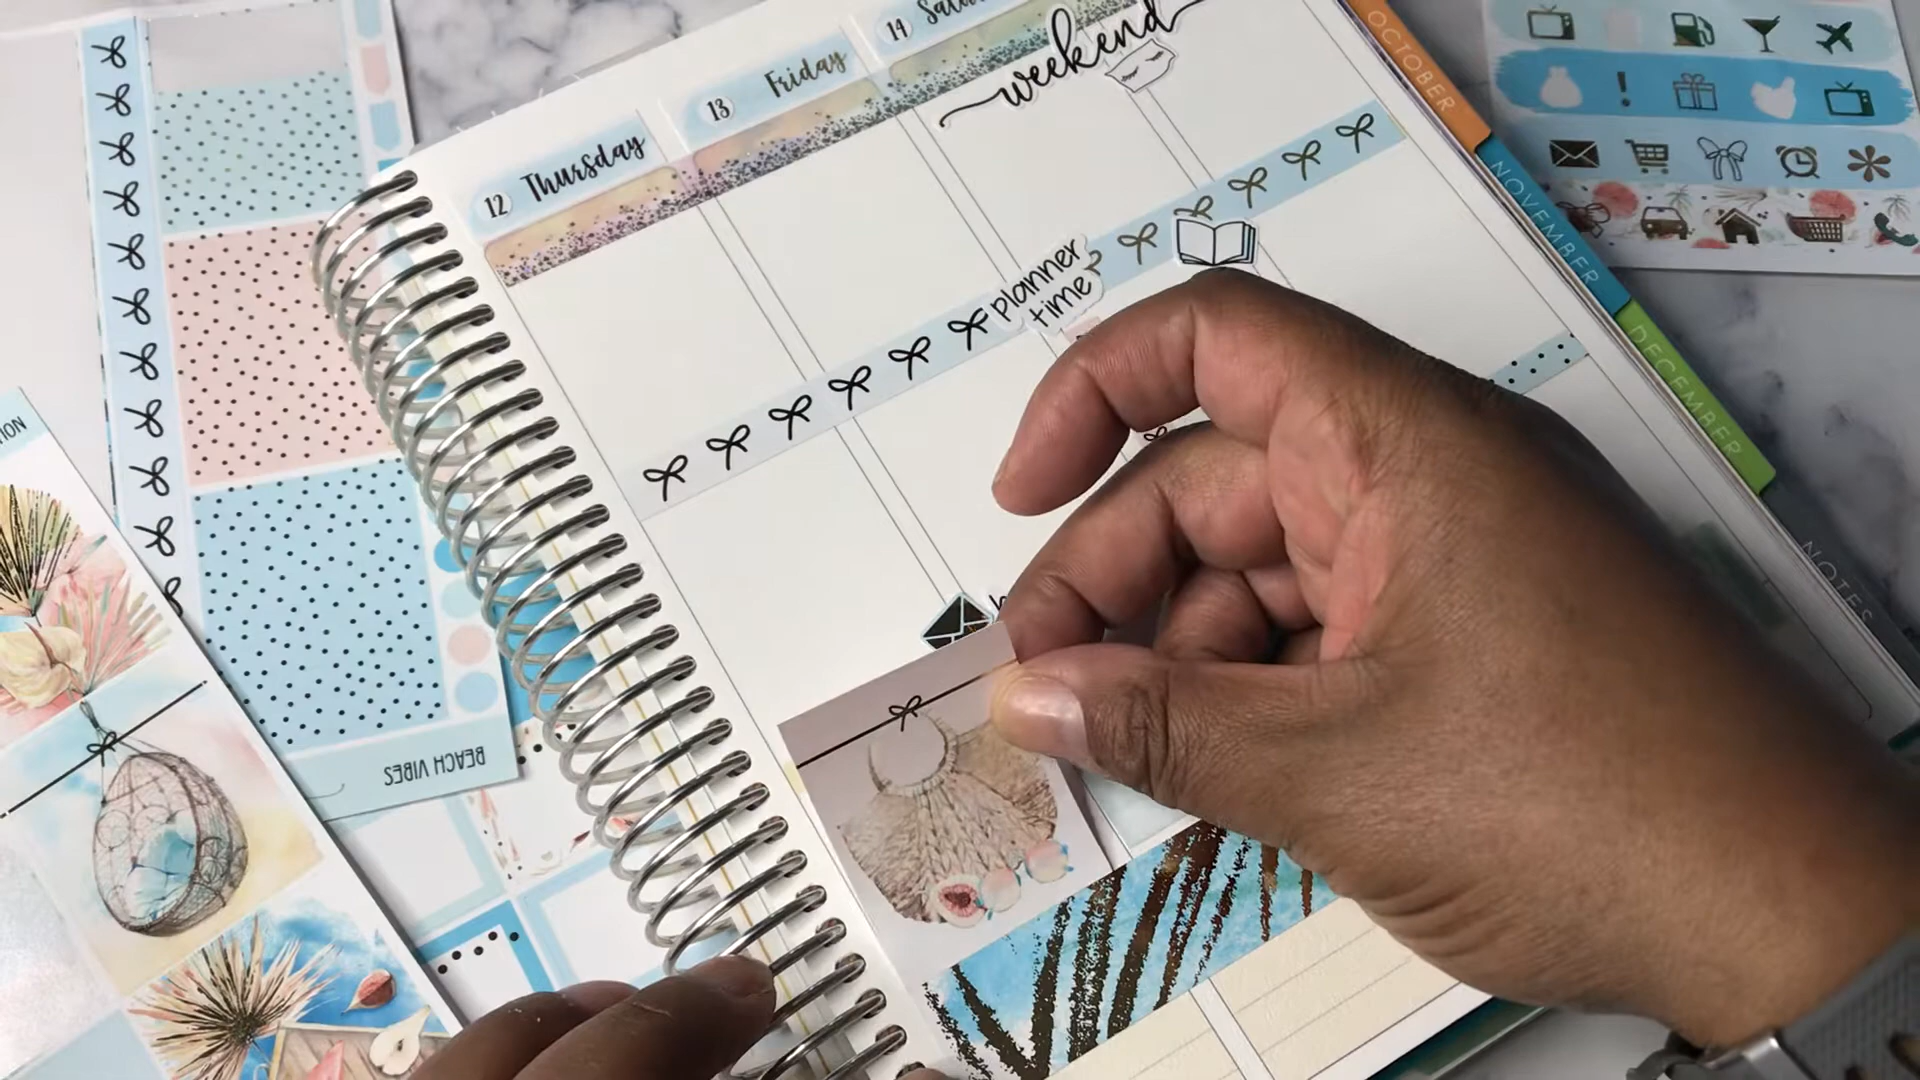 12 Thursday
13 Friday
14
weekend
planner
time
OCTOBER
NOVEMBER
DECEMBER
NOTES
BEACH VIBES